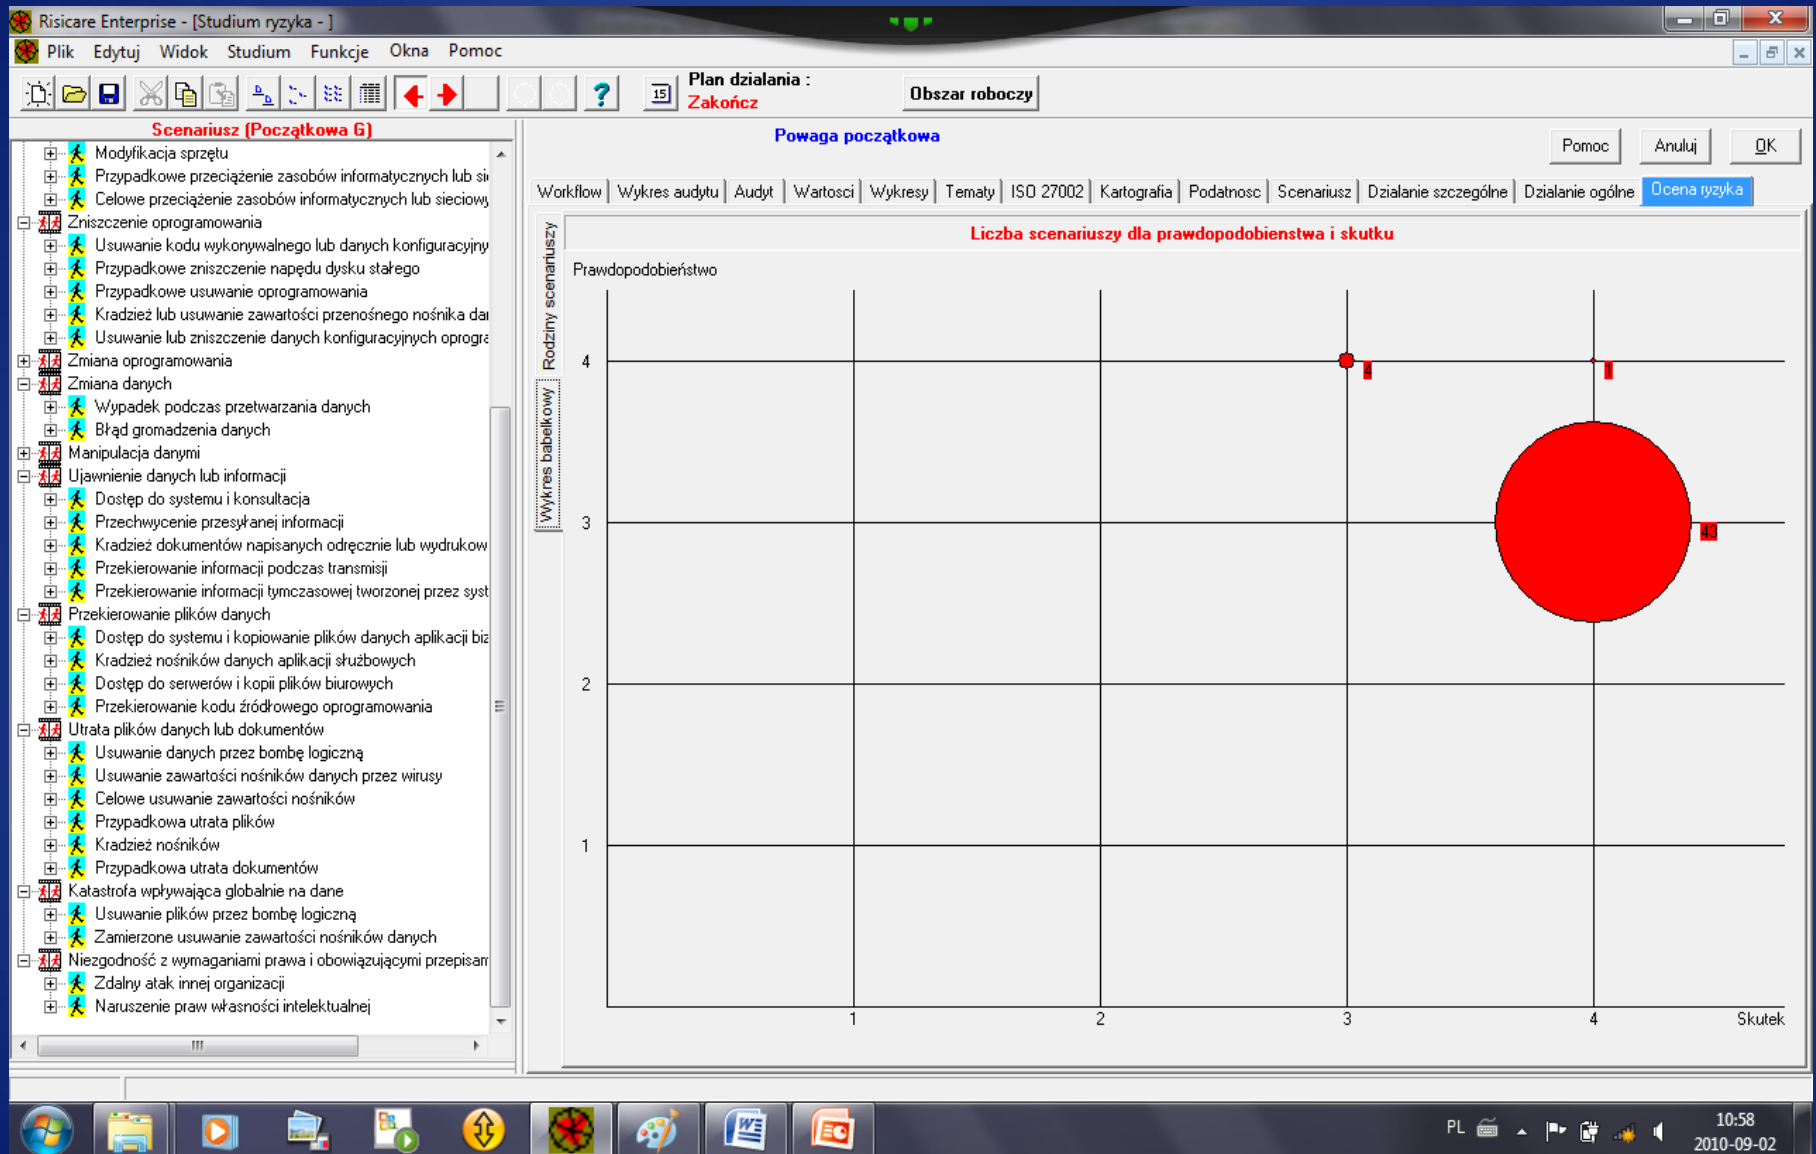 Risicare Enterprise - [Studium ryzyka - ]
Plik Edytuj Widok Studium Funkcje Okna Pomoc
15
Plan dzialania :
Zakończ
Obszar roboczy
Scenariusz (Początkowa G)
Modyfikacja sprzętu
Przypadkowe przeciążenie zasobów informatycznych lub sie
Celowe przeciążenie zasobów informatycznych lub sieciowy
Zniszczenie oprogramowania
Usuwanie kodu wykonywalnego lub danych konfiguracyjny
Przypadkowe zniszczenie napędu dysku stałego
Przypadkowe usuwanie oprogramowania
Kradzież lub usuwanie zawartości przenośnego nośnika dar
Usuwanie lub zniszczenie danych konfiguracyjnych oprogra
Zmiana oprogramowania
Zmiana danych
Wypadek podczas przetwarzania danych
Błąd gromadzenia danych
Manipulacja danymi
Ujawnienie danych lub informacji
Dostęp do systemu i konsultacja
Przechwycenie przesyłanej informacji
Kradzież dokumentów napisanych odręcznie lub wydrukow
Przekierowanie informacji podczas transmisji
Przekierowanie informacji tymczasowej tworzonej przez syst
Przekierowanie plików danych
Dostęp do systemu i kopiowanie plików danych aplikacji biz
Kradzież nośników danych aplikacji służbowych
Dostęp do serwerów i kopii plików biurowych
Przekierowanie kodu źródłowego oprogramowania
Utrata plików danych lub dokumentów
Usuwanie danych przez bombę logiczną
Usuwanie zawartości nośników danych przez wirusy
Celowe usuwanie zawartości nośników
Przypadkowa utrata plików
Kradzież nośników
Przypadkowa utrata dokumentów
Katastrofa wpływająca globalnie na dane
Usuwanie plików przez bombę logiczną
Zamierzone usuwanie zawartości nośników danych
Niezgodność z wymaganiami prawa i obowiązującymi przepisam
Zdalny atak innej organizacji
Naruszenie praw własności intelektualnej
Powaga początkowa
Pomoc Anuluj OK
Workflow Wykres audytu Audyt Wartosci Wykresy Tematy ISO 27002 Kartografia Podatnosc Scenariusz Dzialanie szczególne Dzialanie ogólne Ocena ryzyka
Rodziny scenariuszy
Wykres babelkowy
Liczba scenariuszy dla prawdopodobienstwa i skutku
Prawdopodobieństwo
4
4
1
3
43
2
1
1 2 3 4 Skutek
PL
10:58
2010-09-02